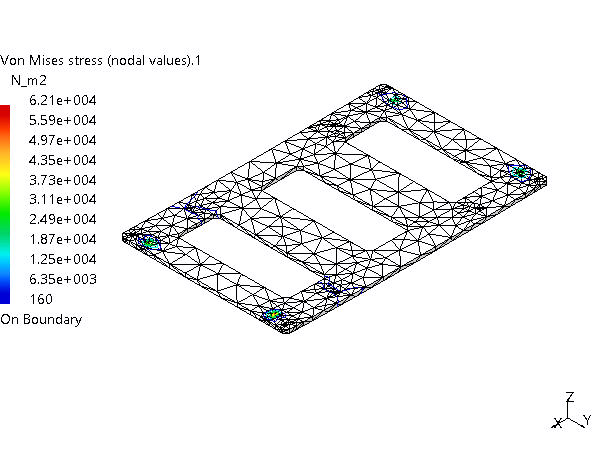 Von Mises stress (nodal values).1
N_m2
6.21e+004
5.59e+004
4.97e+004
4.35e+004
3.73e+004
3.11e+004
2.49e+004
1.87e+004
1.25e+004
6.35e+003
160
On Boundary
Z
X
Y